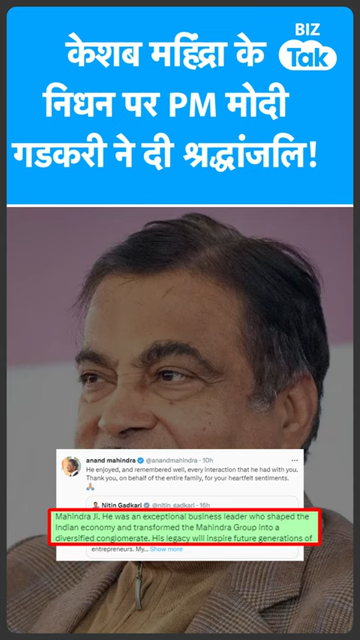 BIZ
Tak
केशब महिंद्रा के
निधन पर PM मोदी
गडकरी ने दी श्रद्धांजलि!
anand mahindra @anandmahindra · 10h
He enjoyed, and remembered well, every interaction that he had with you.
Thank you, on behalf of the entire family, for your heartfelt sentiments.
Nitin Gadkari @nitin_gadkari · 16h
Mahindra Ji. He was an exceptional business leader who shaped the
Indian economy and transformed the Mahindra Group into a
diversified conglomerate. His legacy will inspire future generations of
entrepreneurs. My... Show more